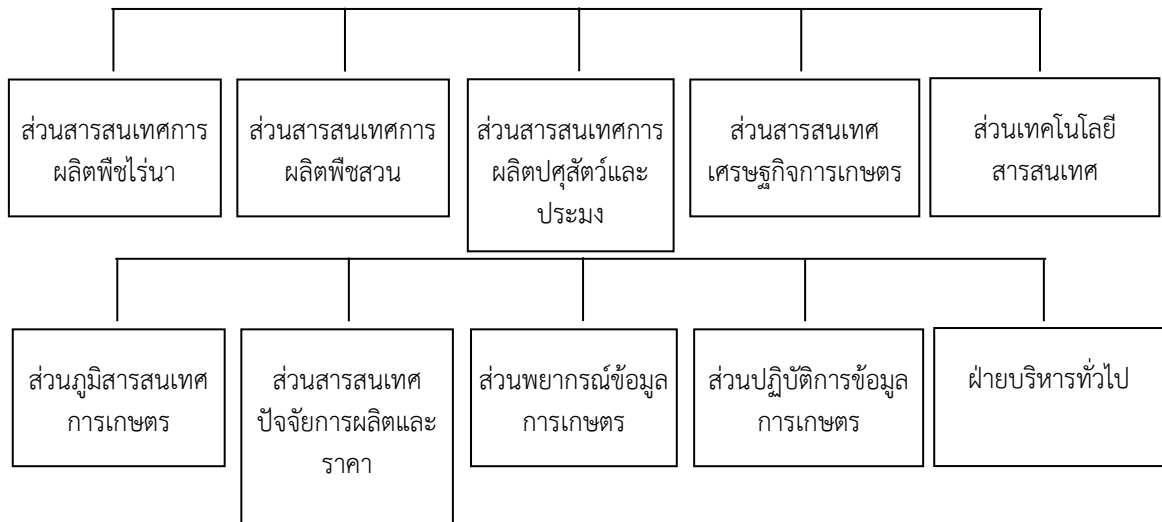 ส่วนสารสนเทศการ
ผลิตพืชไร่นา
ส่วนสารสนเทศการ
ผลิตพืชสวน
ส่วนสารสนเทศการ
ผลิตปศุสัตว์และ
ประมง
ส่วนสารสนเทศ
เศรษฐกิจการเกษตร
ส่วนเทคโนโลยี
สารสนเทศ
ส่วนภูมิสารสนเทศ
การเกษตร
ส่วนสารสนเทศ
ปัจจัยการผลิตและ
ราคา
ส่วนพยากรณ์ข้อมูล
การเกษตร
ส่วนปฏิบัติการข้อมูล
การเกษตร
ฝ่ายบริหารทั่วไป